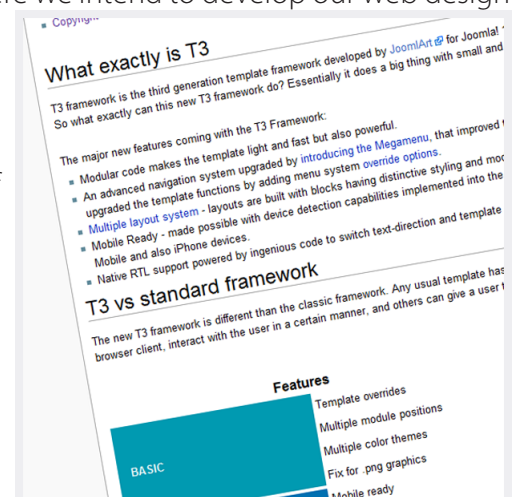 re we intend to develop our web design
Copyright
What exactly is T3
T3 framework is the third generation template framework developed by JoomlArt for Joomla!
So what exactly can this new T3 framework do? Essentially it does a big thing with small and
The major new features coming with the T3 Framework:
Modular code makes the template light and fast but also powerful.
An advanced navigation system upgraded by introducing the Megamenu, that improved
upgraded the template functions by adding menu system override options.
Multiple layout system - layouts are built with blocks having distinctive styling and
Mobile Ready - made possible with device detection capabilities implemented into the
Mobile and also iPhone devices.
Native RTL support powered by ingenious code to switch text-direction and template
T3 vs standard framework
The new T3 framework is different than the classic framework. Any usual template has
browser client, interact with the user in a certain manner, and others can give a user
Features
Template overrides
Multiple module positions
Multiple color themes
BASIC
Fix for .png graphics
Mobile ready